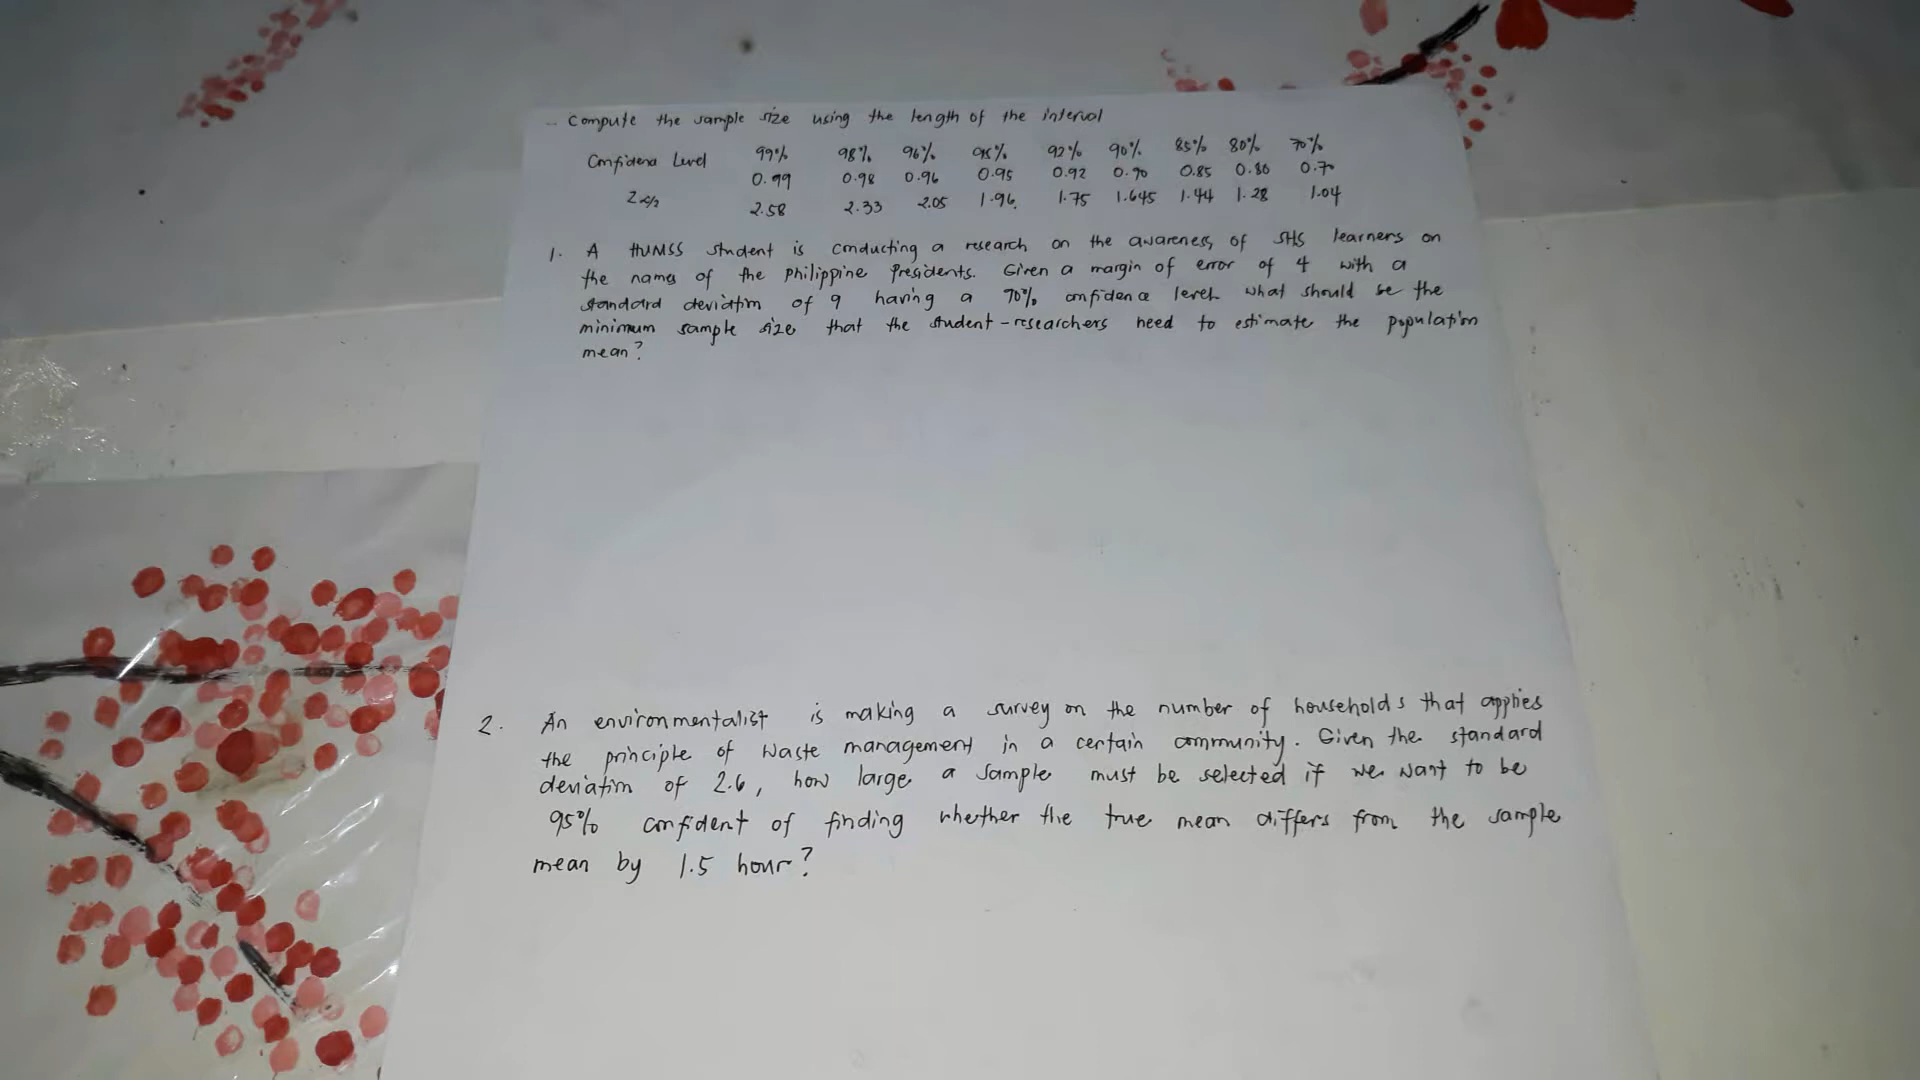 Compute the sample size using the length of the interval
Confidence Level 99% 98% 96% 95% 92% 90% 85% 80% 70%
0.99 0.98 0.96 0.95 0.92 0.90 0.85 0.80 0.70
Z α/2 2.58 2.33 2.05 1.96 1.75 1.645 1.44 1.28 1.04
1. A HUMSS student is conducting a research on the awareness of SHS learners on
the names of the Philippine Presidents. Given a margin of error of 4 with a
standard deviation of 9 having a 90% confidence level. What should be the
minimum sample size that the student-researchers need to estimate the population
mean?
2. An environmentalist is making a survey on the number of households that applies
the principle of waste management in a certain community. Given the standard
deviation of 2.6, how large a sample must be selected if we want to be
95% confident of finding whether the true mean differs from the sample
mean by 1.5 hour?